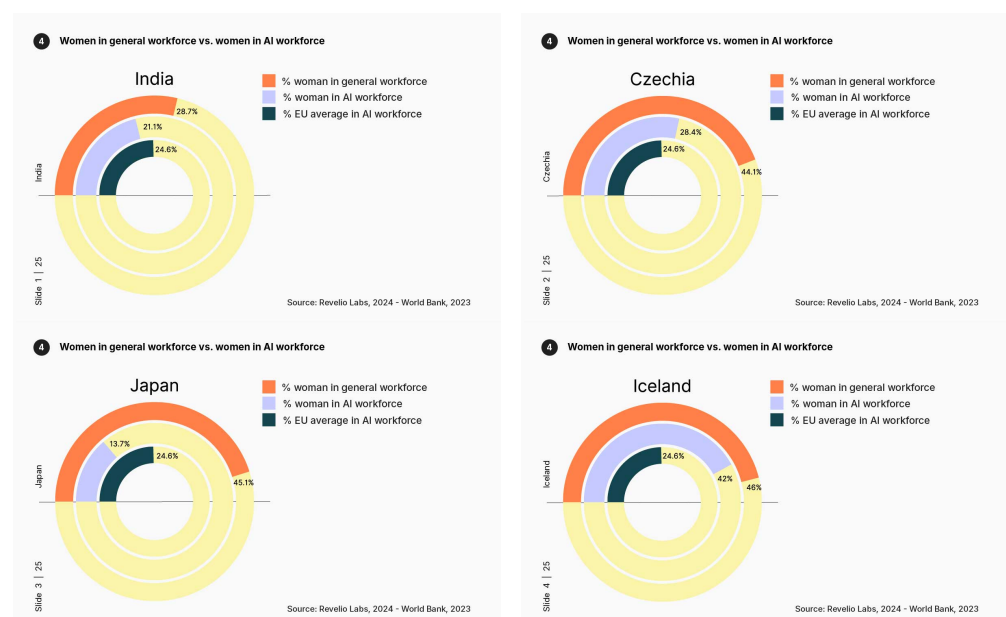 4 Women in general workforce vs. women in AI workforce
India
% woman in general workforce
% woman in AI workforce
% EU average in AI workforce
28.7%
21.1%
24.6%
India
Slide 1 | 25
Source: Revelio Labs, 2024 - World Bank, 2023
4 Women in general workforce vs. women in AI workforce
Czechia
% woman in general workforce
% woman in AI workforce
% EU average in AI workforce
28.4%
24.6%
44.1%
Czechia
Slide 2 | 25
Source: Revelio Labs, 2024 - World Bank, 2023
4 Women in general workforce vs. women in AI workforce
Japan
% woman in general workforce
% woman in AI workforce
% EU average in AI workforce
13.7%
24.6%
45.1%
Japan
Slide 3 | 25
Source: Revelio Labs, 2024 - World Bank, 2023
4 Women in general workforce vs. women in AI workforce
Iceland
% woman in general workforce
% woman in AI workforce
% EU average in AI workforce
24.6%
42%
46%
Iceland
Slide 4 | 25
Source: Revelio Labs, 2024 - World Bank, 2023